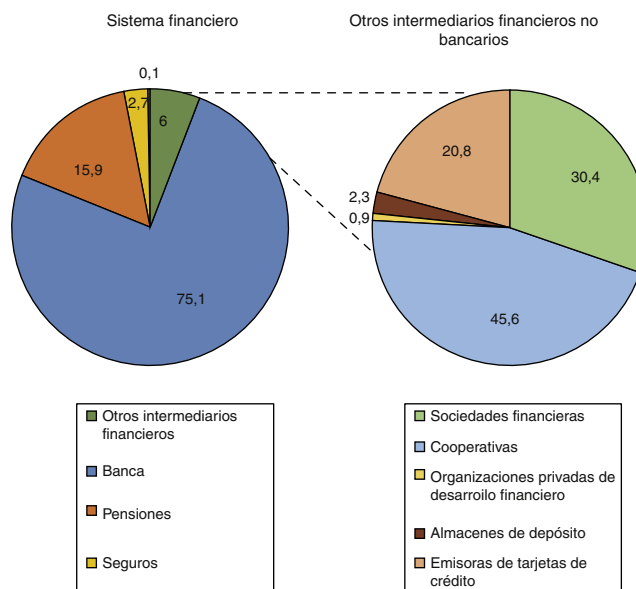 Sistema financiero
Otros intermediarios financieros no
bancarios
0,1
2,7
6
15,9
75,1
20,8
30,4
2,3
0,9
45,6
Otros intermediarios
financieros
Banca
Pensiones
Seguros
Sociedades financieras
Cooperativas
Organizaciones privadas de
desarroilo financiero
Almacenes de depósito
Emisoras de tarjetas de
crédito